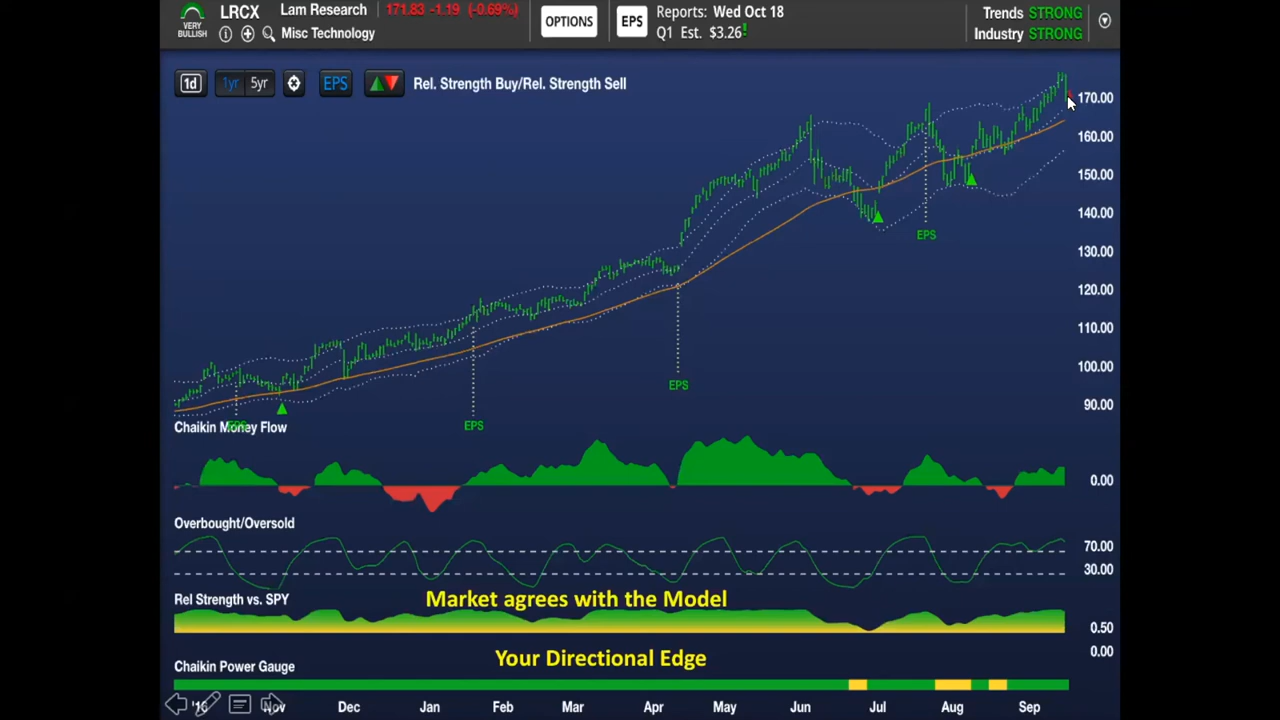 LRCX
Lam Research
171.83 -1.19 (-0.69%)
VERY
BULLISH
Misc Technology
OPTIONS
EPS
Reports: Wed Oct 18
Q1 Est. $3.26!
Trends STRONG
Industry STRONG
1d
1yr 5yr
EPS
Rel. Strength Buy/Rel. Strength Sell
170.00
160.00
150.00
140.00
130.00
120.00
110.00
100.00
90.00
EPS
EPS
EPS
EPS
Chaikin Money Flow
0.00
Overbought/Oversold
70.00
30.00
Rel Strength vs. SPY
Market agrees with the Model
0.50
0.00
Your Directional Edge
Chaikin Power Gauge
Nov Dec Jan Feb Mar Apr May Jun Jul Aug Sep